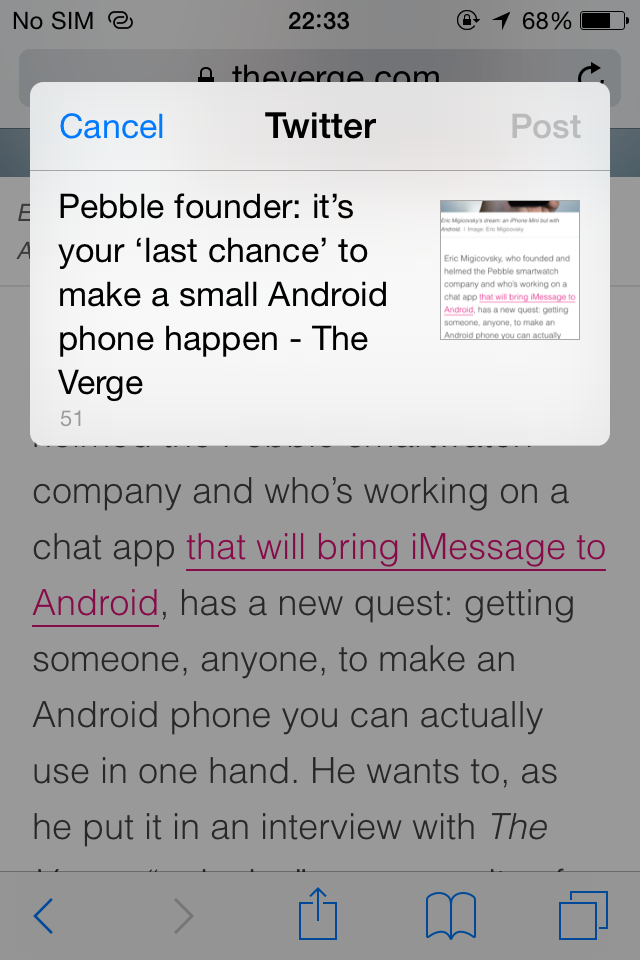 No SIM 22:33 68%
theverge.com
Cancel Twitter Post
Pebble founder: it’s
your ‘last chance’ to
make a small Android
phone happen - The
Verge
51
Eric Migicovsky's dream: an iPhone Mini but with
Android. | Image: Eric Migicovsky
Eric Migicovsky, who founded and
helmed the Pebble smartwatch
company and who's working on a
chat app that will bring iMessage to
Android, has a new quest: getting
someone, anyone, to make an
Android phone you can actually
E
A
helmed the Pebble smartwatch
company and who’s working on a
chat app that will bring iMessage to
Android, has a new quest: getting
someone, anyone, to make an
Android phone you can actually
use in one hand. He wants to, as
he put it in an interview with The